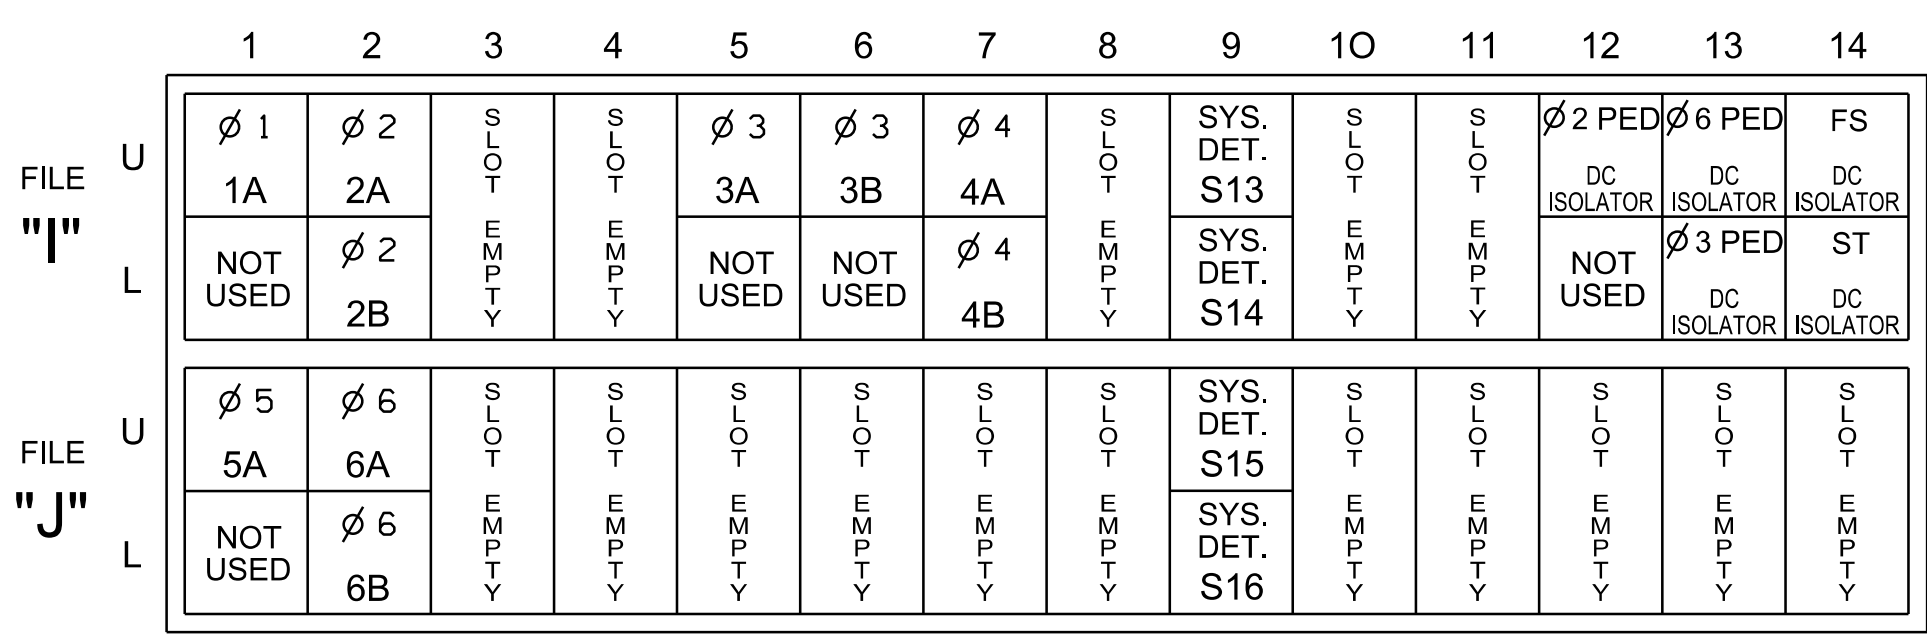 1 2 3 4 5 6 7 8 9 10 11 12 13 14
FILE "I"
U
∅ 1 1A
∅ 2 2A
SLOT EMPTY
SLOT EMPTY
∅ 3 3A
∅ 3 3B
∅ 4 4A
SLOT EMPTY
SYS. DET. S13
SLOT EMPTY
SLOT EMPTY
∅ 2 PED DC ISOLATOR
∅ 6 PED DC ISOLATOR
FS DC ISOLATOR
L
NOT USED
∅ 2 2B
NOT USED
NOT USED
∅ 4 4B
SYS. DET. S14
NOT USED
∅ 3 PED DC ISOLATOR
ST DC ISOLATOR
FILE "J"
U
∅ 5 5A
∅ 6 6A
SLOT EMPTY
SLOT EMPTY
SLOT EMPTY
SLOT EMPTY
SLOT EMPTY
SLOT EMPTY
SYS. DET. S15
SLOT EMPTY
SLOT EMPTY
SLOT EMPTY
SLOT EMPTY
SLOT EMPTY
L
NOT USED
∅ 6 6B
SYS. DET. S16